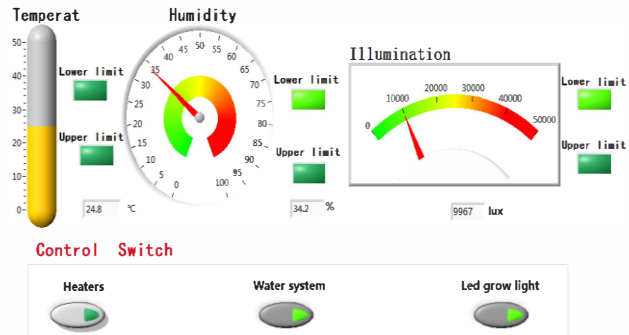 Temperat
Humidity
Illumination
50
40
30
20
10
0
Lower limit
Upper limit
24.8 ℃
0
5
10
15
20
25
30
35
40
45
50
55
60
65
70
75
80
85
90
95
100
Lower limit
Upper limit
34.2 %
0
10000
20000
30000
40000
50000
Lower limit
Upper limit
9967 lux
Control Switch
Heaters
Water system
Led grow light